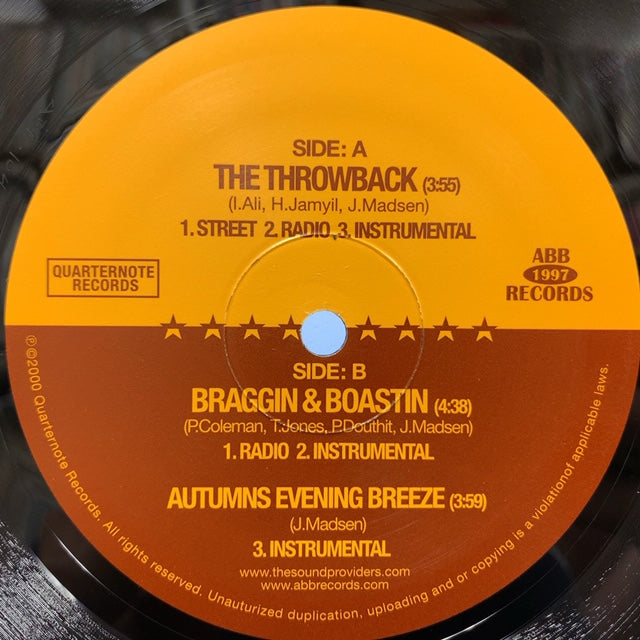 SIDE: A
THE THROWBACK (3:55)
(I.Ali, H.Jamyil, J.Madsen)
1. STREET 2. RADIO, 3. INSTRUMENTAL
QUARTERNOTE
RECORDS
ABB
1997
RECORDS
SIDE: B
BRAGGIN & BOASTIN (4:38)
(P.Coleman, T.Jones, P.Douthit, J.Madsen)
1. RADIO 2. INSTRUMENTAL
AUTUMNS EVENING BREEZE (3:59)
(J.Madsen)
3. INSTRUMENTAL
www.thesoundproviders.com
www.abbrecords.com
℗©2000 Quarternote Records. All rights reserved. Unauturized duplication, uploading and or copying is a violationof applicable laws.